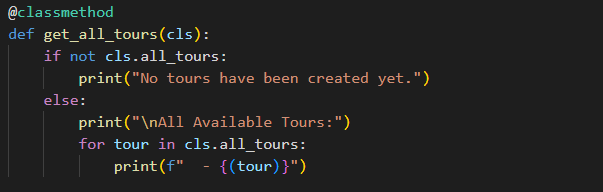 @classmethod
def get_all_tours(cls):
    if not cls.all_tours:
        print("No tours have been created yet.")
    else:
        print("\nAll Available Tours:")
        for tour in cls.all_tours:
            print(f"  - {(tour)}")